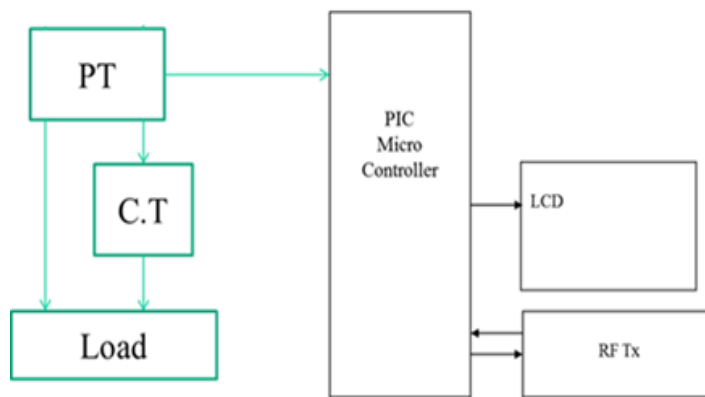 PT
C.T
Load
PIC
Micro
Controller
LCD
RF Tx